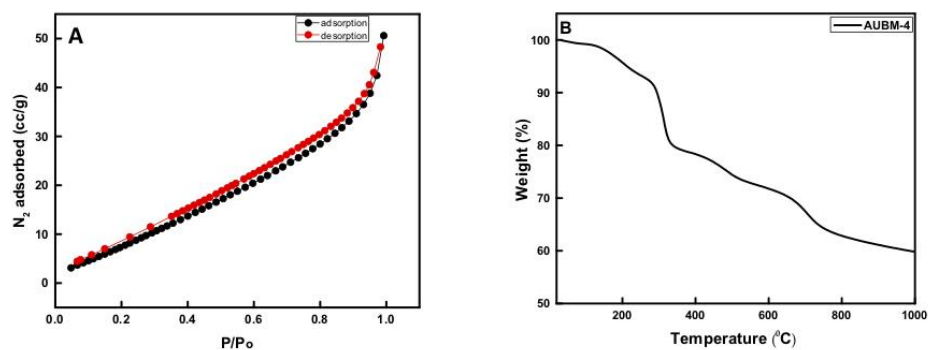 A
adsorption
desorption
50
40
30
20
10
0
N2 adsorbed (cc/g)
0.0 0.2 0.4 0.6 0.8 1.0
P/Po
B
AUBM-4
100
90
80
70
60
50
Weight (%)
200 400 600 800 1000
Temperature (°C)